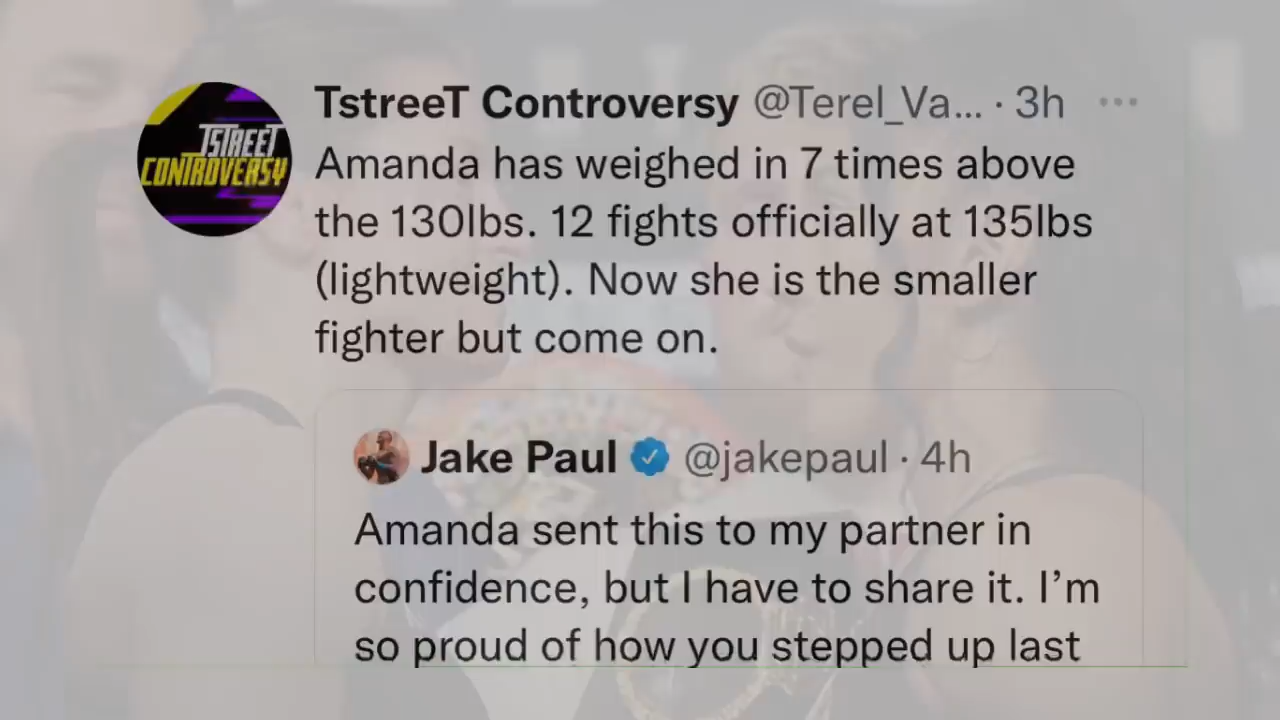 TSTREET
CONTROVERSY
TstreeT Controversy @Terel_Va... · 3h
Amanda has weighed in 7 times above
the 130lbs. 12 fights officially at 135lbs
(lightweight). Now she is the smaller
fighter but come on.
Jake Paul @jakepaul · 4h
Amanda sent this to my partner in
confidence, but I have to share it. I’m
so proud of how you stepped up last